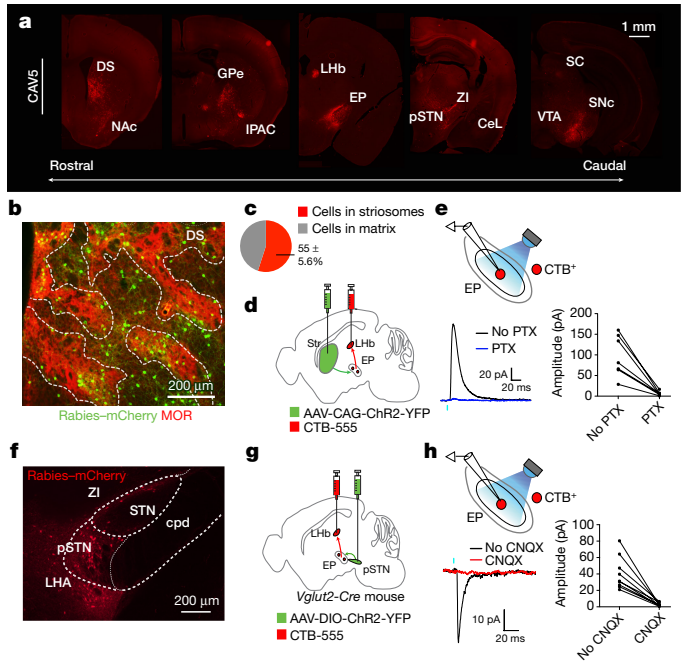 a
1 mm
CAV5
DS
NAc
GPe
IPAC
LHb
EP
pSTN
ZI
CeL
SC
SNc
VTA
Rostral
Caudal
b
DS
200 μm
Rabies–mCherry MOR
c
Cells in striosomes
Cells in matrix
55 ±
5.6%
d
Str
LHb
EP
AAV-CAG-ChR2-YFP
CTB-555
e
EP
CTB⁺
No PTX
PTX
20 pA
20 ms
Amplitude (pA)
200
150
100
50
0
No PTX
PTX
f
Rabies–mCherry
ZI
STN
cpd
pSTN
LHA
200 μm
g
LHb
EP
pSTN
Vglut2-Cre mouse
AAV-DIO-ChR2-YFP
CTB-555
h
EP
CTB⁺
No CNQX
CNQX
10 pA
20 ms
Amplitude (pA)
100
80
60
40
20
0
No CNQX
CNQX